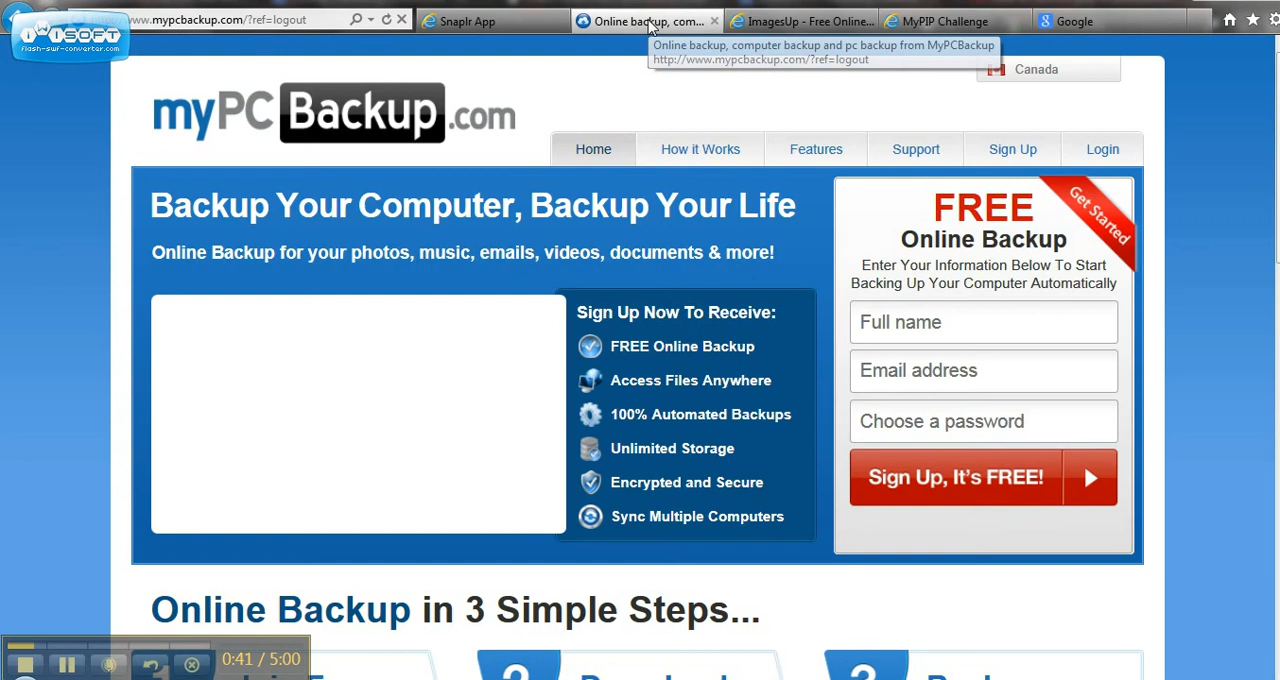 www.mypcbackup.com/?ref=logout
Snaplr App
Online backup, com...
ImagesUp - Free Online...
MyPIP Challenge
Google
iWiSOFT
flash-swf-converter.com
Online backup, computer backup and pc backup from MyPCBackup
http://www.mypcbackup.com/?ref=logout
Canada
myPCBackup.com
Home
How it Works
Features
Support
Sign Up
Login
Backup Your Computer, Backup Your Life
Online Backup for your photos, music, emails, videos, documents & more!
Sign Up Now To Receive:
FREE Online Backup
Access Files Anywhere
100% Automated Backups
Unlimited Storage
Encrypted and Secure
Sync Multiple Computers
Get Started
FREE
Online Backup
Enter Your Information Below To Start
Backing Up Your Computer Automatically
Full name
Email address
Choose a password
Sign Up, It's FREE!
Online Backup in 3 Simple Steps...
0:41 / 5:00